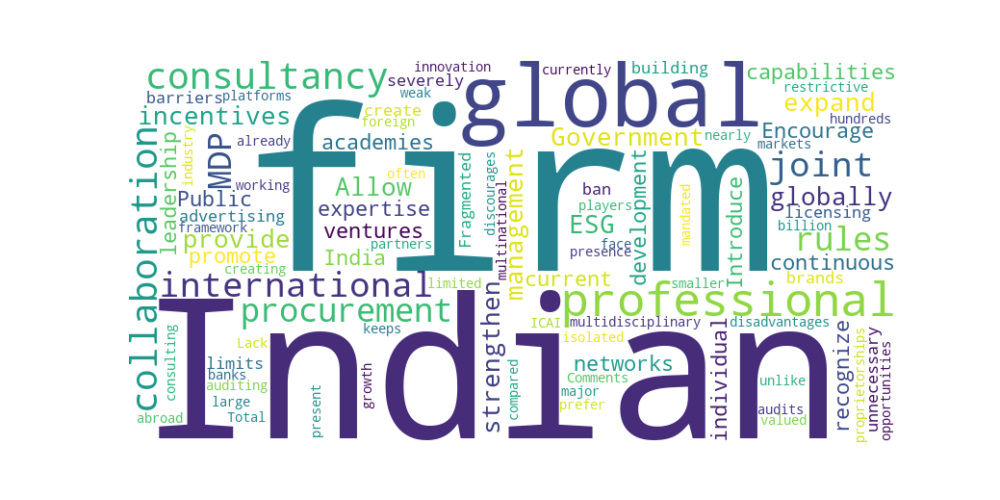 innovation
currently
building
consultancy
severely
global
capabilities
barriers
platforms
weak
restrictive
incentives
create
foreign
expand
hundreds
industry
already
academies
Government
nearly
Encourage
markets
collaboration
leadership
MDP
firm
Fragmented
discourages
working
Allow
often
management
ban
joint
Public
expertise
players
development
mandated
Introduce
globally
advertising
licensing
framework
ventures
partners
multinational
ESG
face
presence
billion
rules
provide
promote
India
current
continuous
creating
international
limited
smaller
brands
procurement
strengthen
professional
Indian
keeps
ICAI
multidisciplinary
disadvantages
consulting
Lack
isolated
individual
recognize
proprietorships
unnecessary
opportunities
limits
networks
banks
growth
compared
Comments
unlike
auditing
major
prefer
large
abroad
Total
present
audits
valued